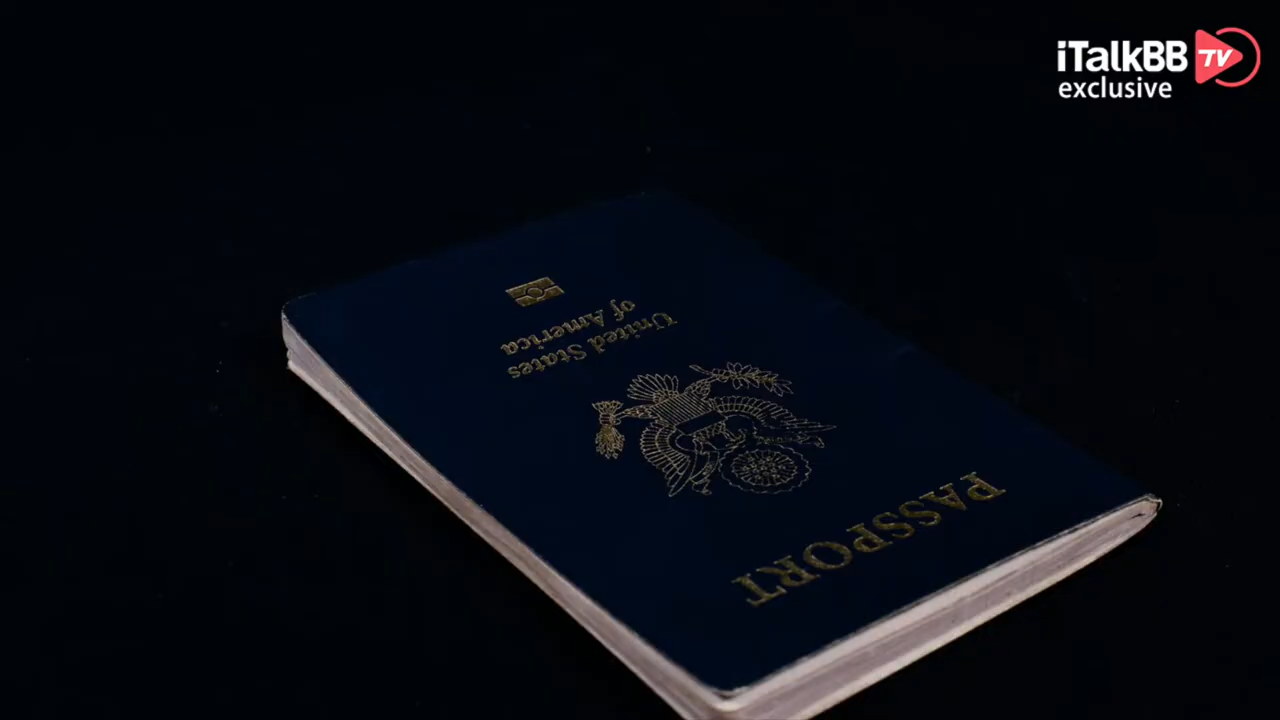 iTalkBB TV
exclusive
PASSPORT
United States
of America